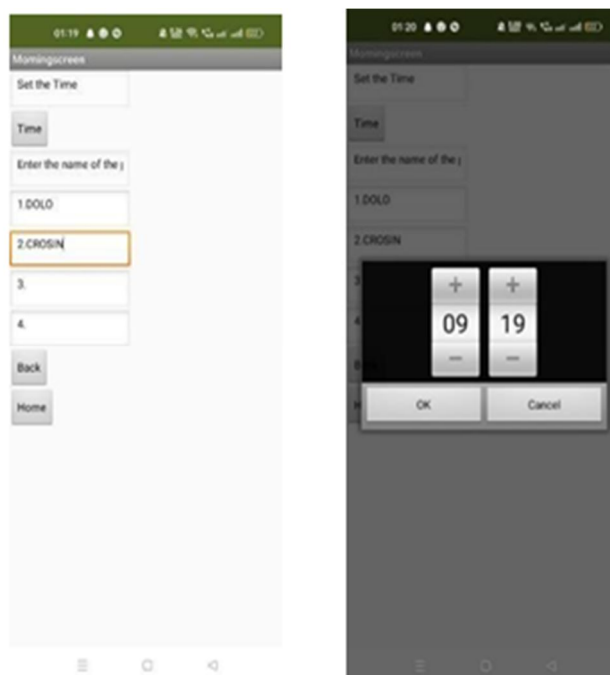 01:19
Morningscreen
Set the Time
Time
Enter the name of the p
1.DOLO
2.CROSIN
3.
4.
Back
Home
01:20
Morningscreen
Set the Time
Time
Enter the name of the p
1.DOLO
2.CROSIN
3
4
+ +
09 19
- -
OK Cancel